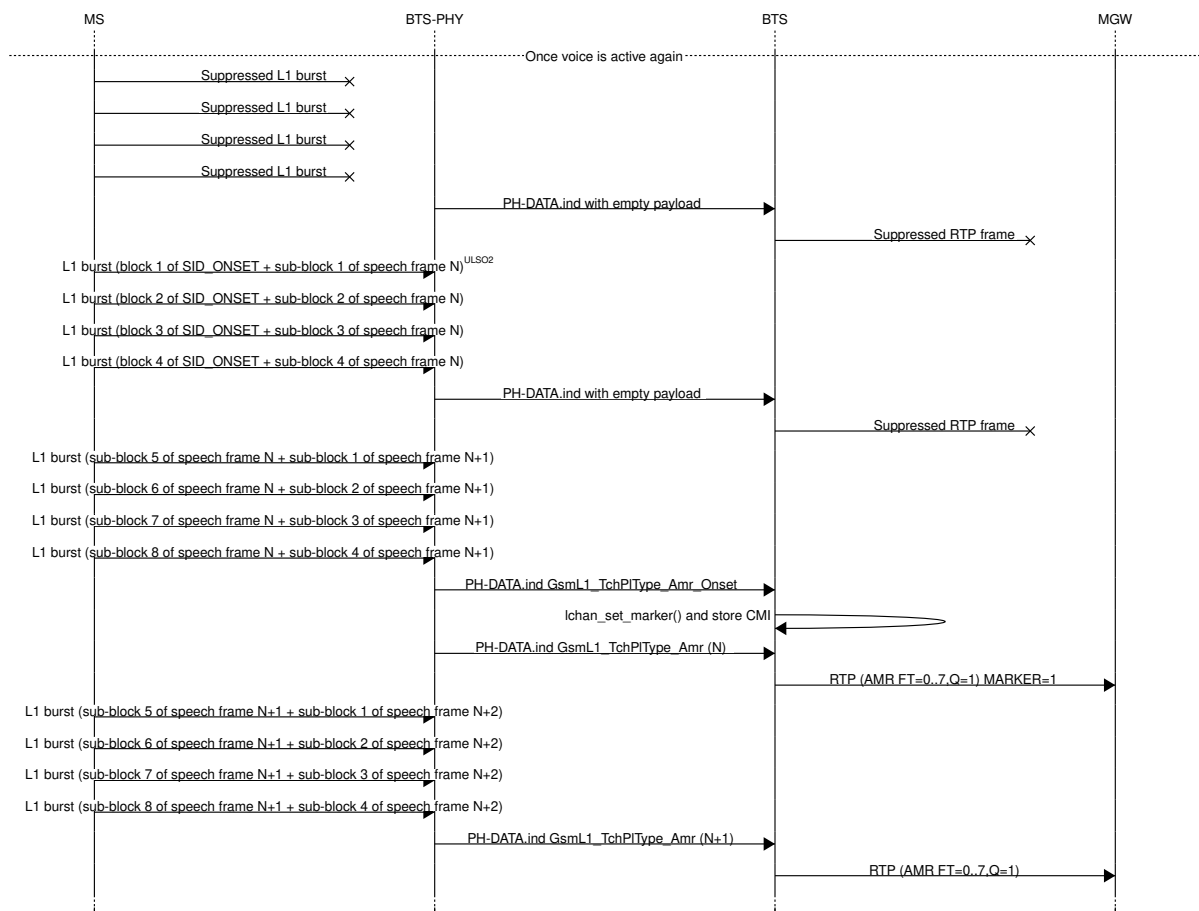 MS BTS-PHY BTS MGW
Once voice is active again
Suppressed L1 burst
Suppressed L1 burst
Suppressed L1 burst
Suppressed L1 burst
PH-DATA.ind with empty payload
Suppressed RTP frame
L1 burst (block 1 of SID_ONSET + sub-block 1 of speech frame N)ULSO2
L1 burst (block 2 of SID_ONSET + sub-block 2 of speech frame N)
L1 burst (block 3 of SID_ONSET + sub-block 3 of speech frame N)
L1 burst (block 4 of SID_ONSET + sub-block 4 of speech frame N)
PH-DATA.ind with empty payload
Suppressed RTP frame
L1 burst (sub-block 5 of speech frame N + sub-block 1 of speech frame N+1)
L1 burst (sub-block 6 of speech frame N + sub-block 2 of speech frame N+1)
L1 burst (sub-block 7 of speech frame N + sub-block 3 of speech frame N+1)
L1 burst (sub-block 8 of speech frame N + sub-block 4 of speech frame N+1)
PH-DATA.ind GsmL1_TchPlType_Amr_Onset
lchan_set_marker() and store CMI
PH-DATA.ind GsmL1_TchPlType_Amr (N)
RTP (AMR FT=0..7,Q=1) MARKER=1
L1 burst (sub-block 5 of speech frame N+1 + sub-block 1 of speech frame N+2)
L1 burst (sub-block 6 of speech frame N+1 + sub-block 2 of speech frame N+2)
L1 burst (sub-block 7 of speech frame N+1 + sub-block 3 of speech frame N+2)
L1 burst (sub-block 8 of speech frame N+1 + sub-block 4 of speech frame N+2)
PH-DATA.ind GsmL1_TchPlType_Amr (N+1)
RTP (AMR FT=0..7,Q=1)